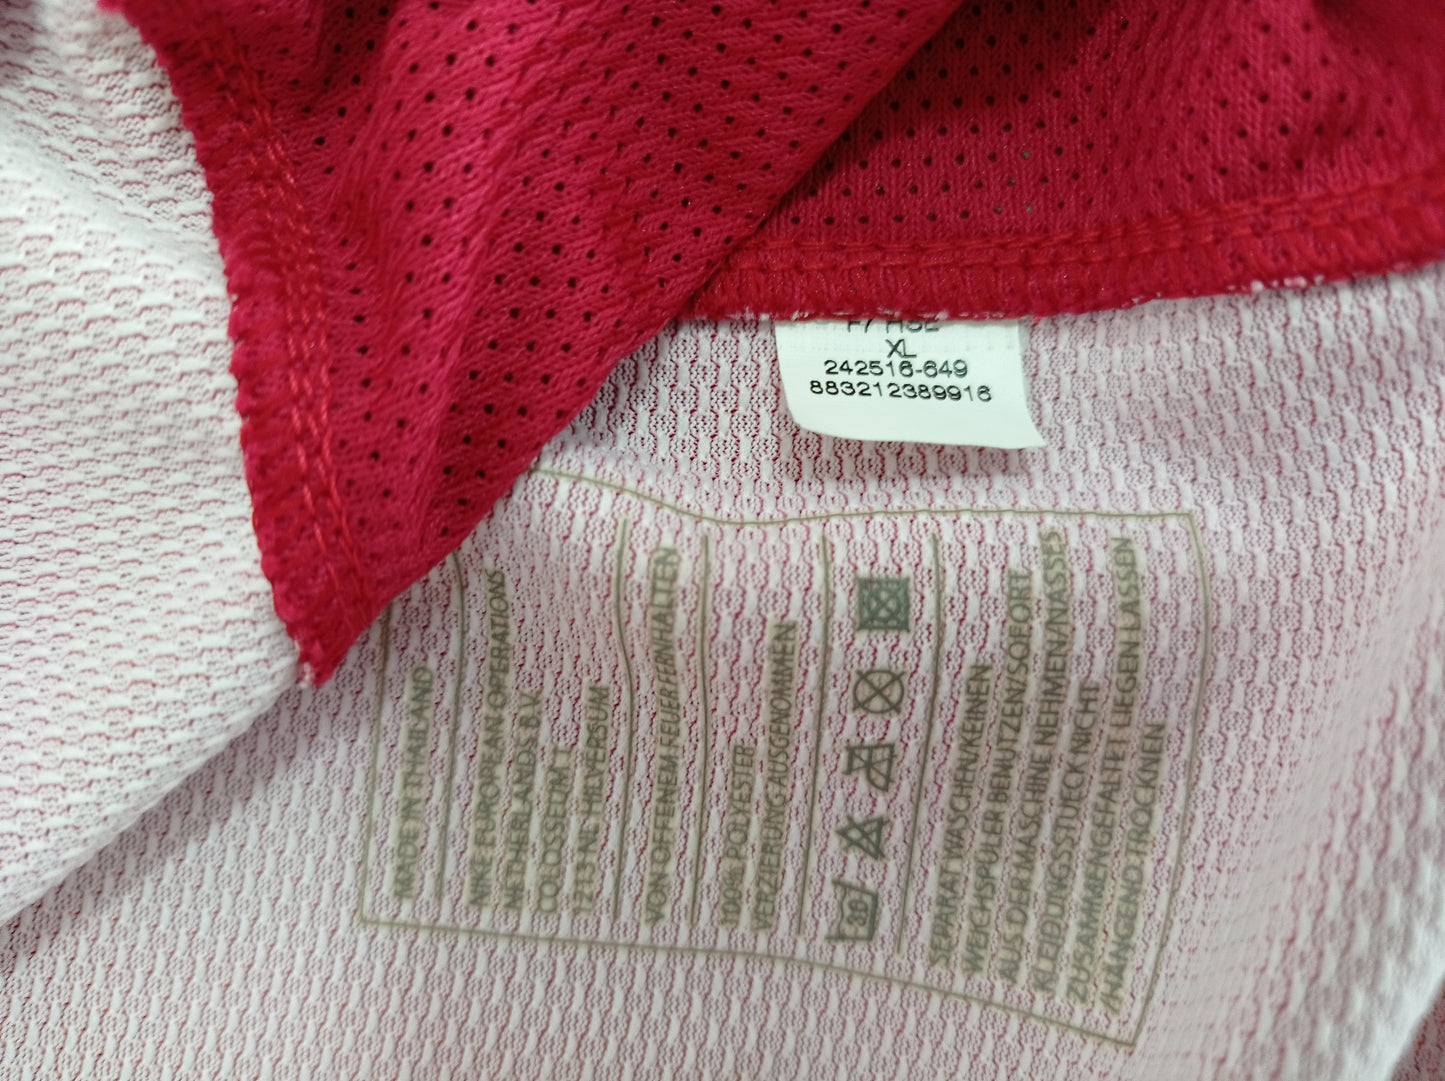 XL
242516-649
883212389916
MADE IN THAILAND
NIKE EUROPEAN OPERATIONS
NETHERLANDS B.V.
COLOSSEUM 1
1213 NL HILVERSUM
VON OFFENEM FEUER FERNHALTEN
100% POLYESTER
VERZIERUNG AUSGENOMMEN
30
SEPARAT WASCHEN/KEINEN
WEICHSPÜLER BENUTZEN/SOFORT
AUS DER MASCHINE NEHMEN/NASSES
KLEIDUNGSSTÜCK NICHT
ZUSAMMENGEFALTET LIEGEN LASSEN
/HÄNGEND TROCKNEN